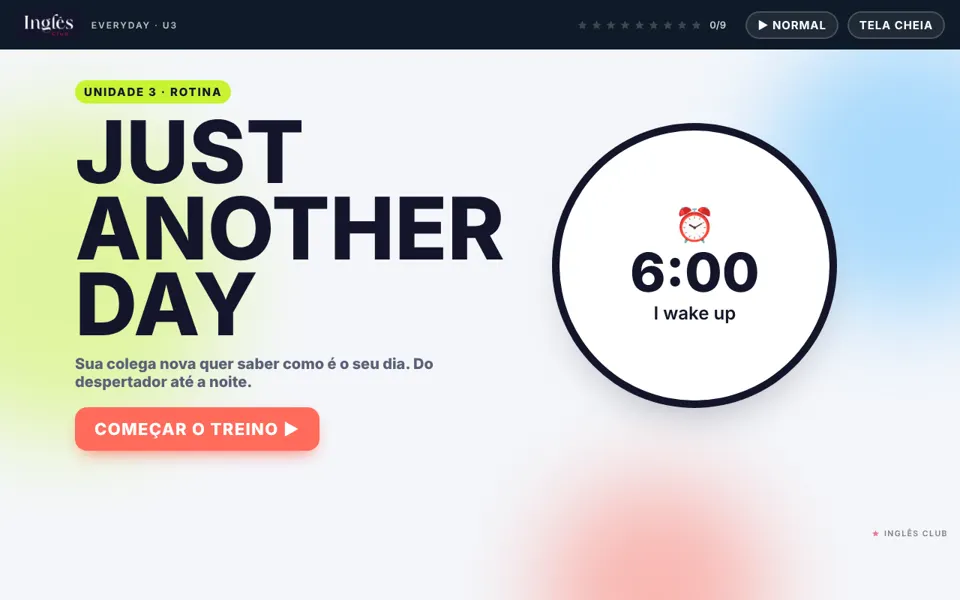 Inglês
club
EVERYDAY · U3
0/9
▶ NORMAL
TELA CHEIA
UNIDADE 3 · ROTINA
JUST
ANOTHER
DAY
Sua colega nova quer saber como é o seu dia. Do
despertador até a noite.
COMEÇAR O TREINO ▶
6:00
I wake up
★ INGLÊS CLUB